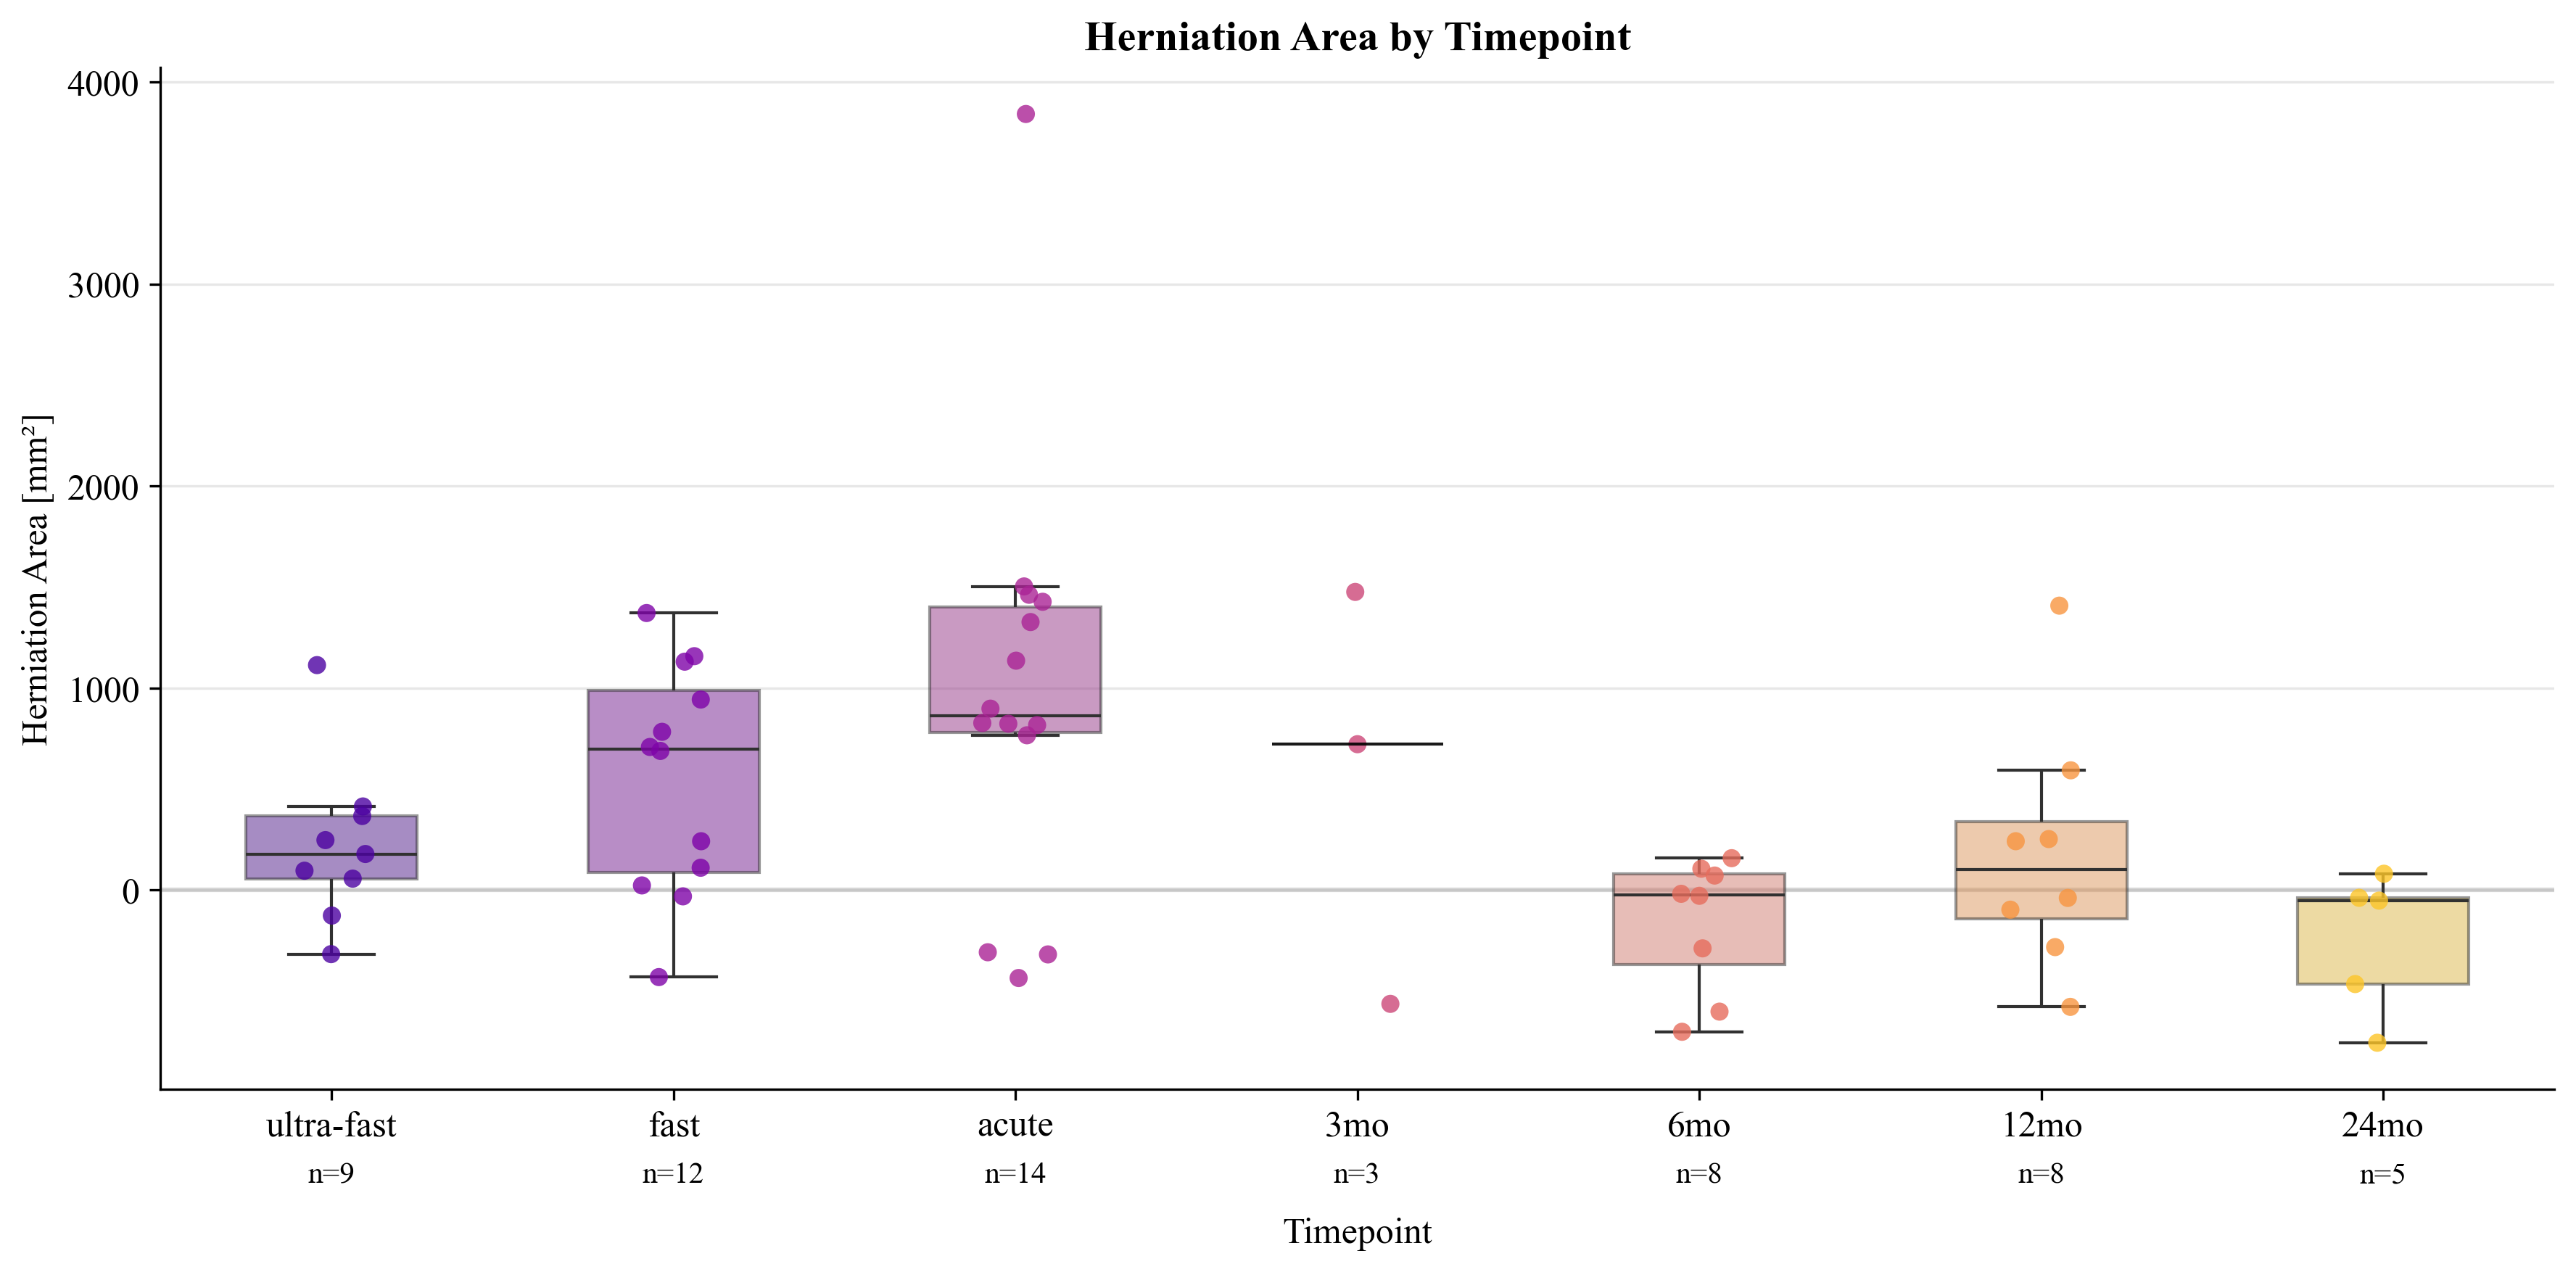 Herniation Area by Timepoint
Herniation Area [mm²]
4000
3000
2000
1000
0
ultra-fast fast acute 3mo 6mo 12mo 24mo
n=9 n=12 n=14 n=3 n=8 n=8 n=5
Timepoint